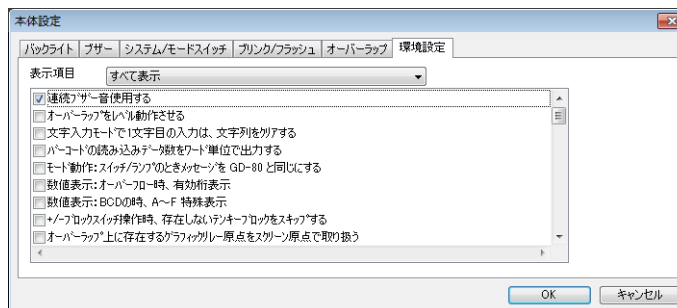 本体設定
バックライト ブザー システム/モードスイッチ ブリンク/フラッシュ オーバーラップ 環境設定
表示項目 すべて表示
連続ブザー音使用する
オーバーラップをレベル動作させる
文字入力モードで1文字目の入力は、文字列をクリアする
バーコードの読み込みデータ数をワード単位で出力する
モード動作:スイッチ/ランプのときメッセージを GD-80 と同じにする
数値表示:オーバーフロー時、有効桁表示
数値表示:BCDの時、A~F 特殊表示
+/-ブロックスイッチ操作時、存在しないテンキーブロックをスキップする
オーバーラップ上に存在するグラフィックリレー原点をスクリーン原点で取り扱う
OK キャンセル